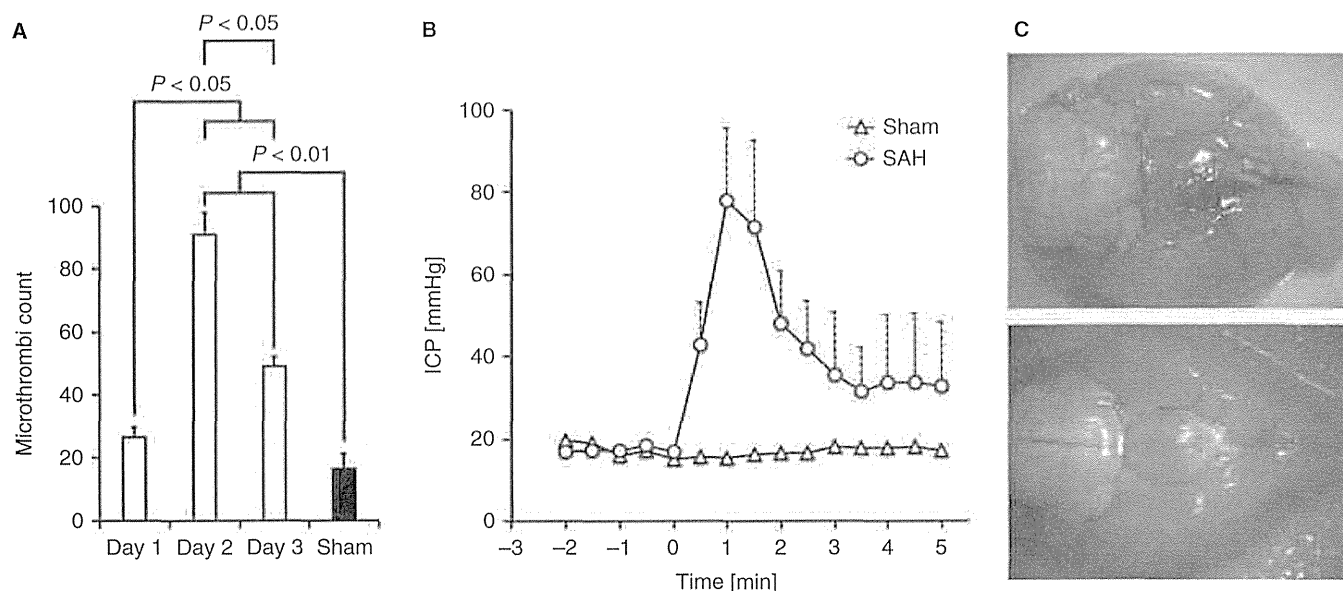 A
P < 0.05
P < 0.05
P < 0.01
Microthrombi count
100
80
60
40
20
0
Day 1 Day 2 Day 3 Sham
B
ICP [mmHg]
100
80
60
40
20
0
Sham
SAH
–3 –2 –1 0 1 2 3 4 5
Time [min]
C